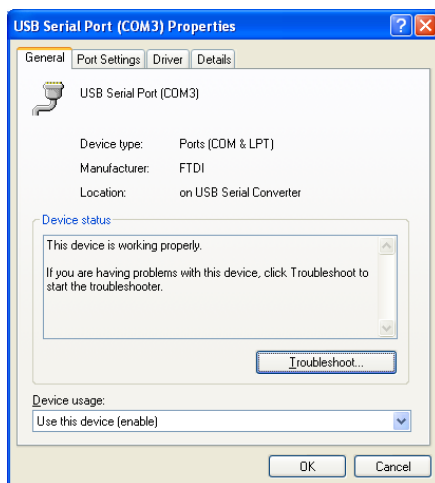 USB Serial Port (COM3) Properties
General Port Settings Driver Details
USB Serial Port (COM3)
Device type: Ports (COM & LPT)
Manufacturer: FTDI
Location: on USB Serial Converter
Device status
This device is working properly.
If you are having problems with this device, click Troubleshoot to
start the troubleshooter.
Troubleshoot...
Device usage:
Use this device (enable)
OK Cancel